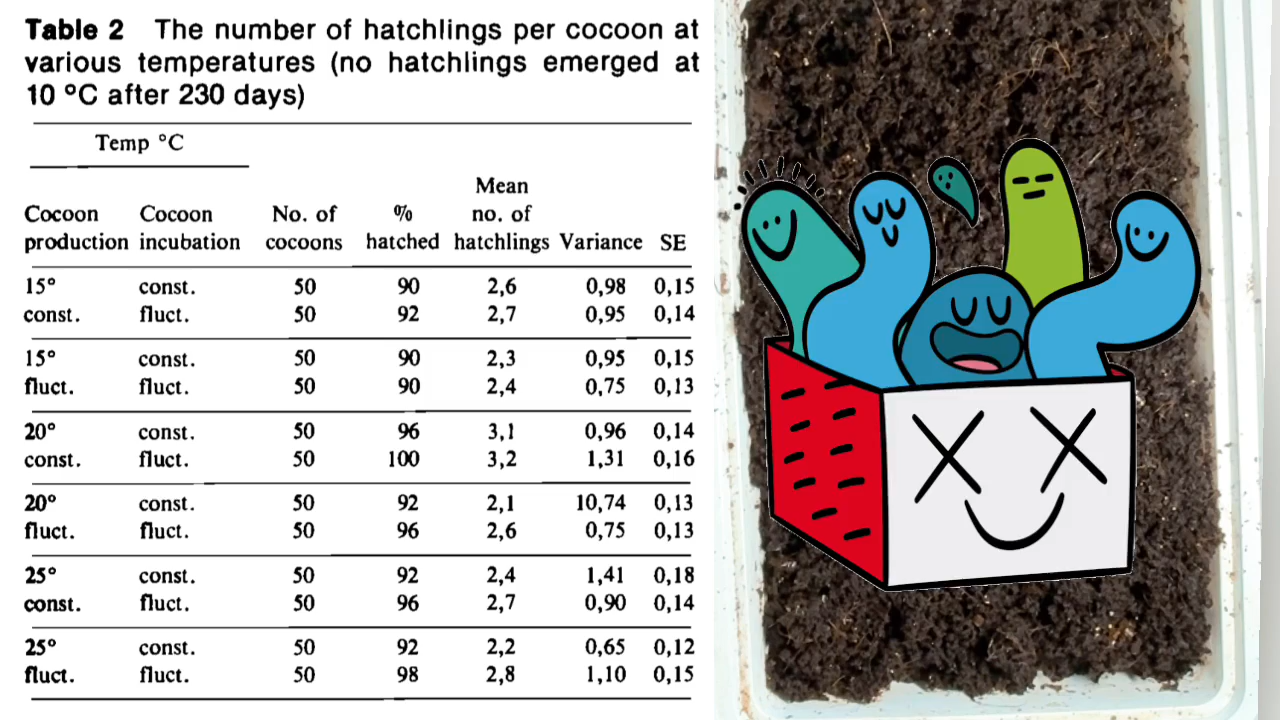 Table 2 The number of hatchlings per cocoon at
various temperatures (no hatchlings emerged at
10 °C after 230 days)
Temp °C
Mean
Cocoon Cocoon No. of % no. of
production incubation cocoons hatched hatchlings Variance SE
15° const. 50 90 2,6 0,98 0,15
const. fluct. 50 92 2,7 0,95 0,14
15° const. 50 90 2,3 0,95 0,15
fluct. fluct. 50 90 2,4 0,75 0,13
20° const. 50 96 3,1 0,96 0,14
const. fluct. 50 100 3,2 1,31 0,16
20° const. 50 92 2,1 10,74 0,13
fluct. fluct. 50 96 2,6 0,75 0,13
25° const. 50 92 2,4 1,41 0,18
const. fluct. 50 96 2,7 0,90 0,14
25° const. 50 92 2,2 0,65 0,12
fluct. fluct. 50 98 2,8 1,10 0,15